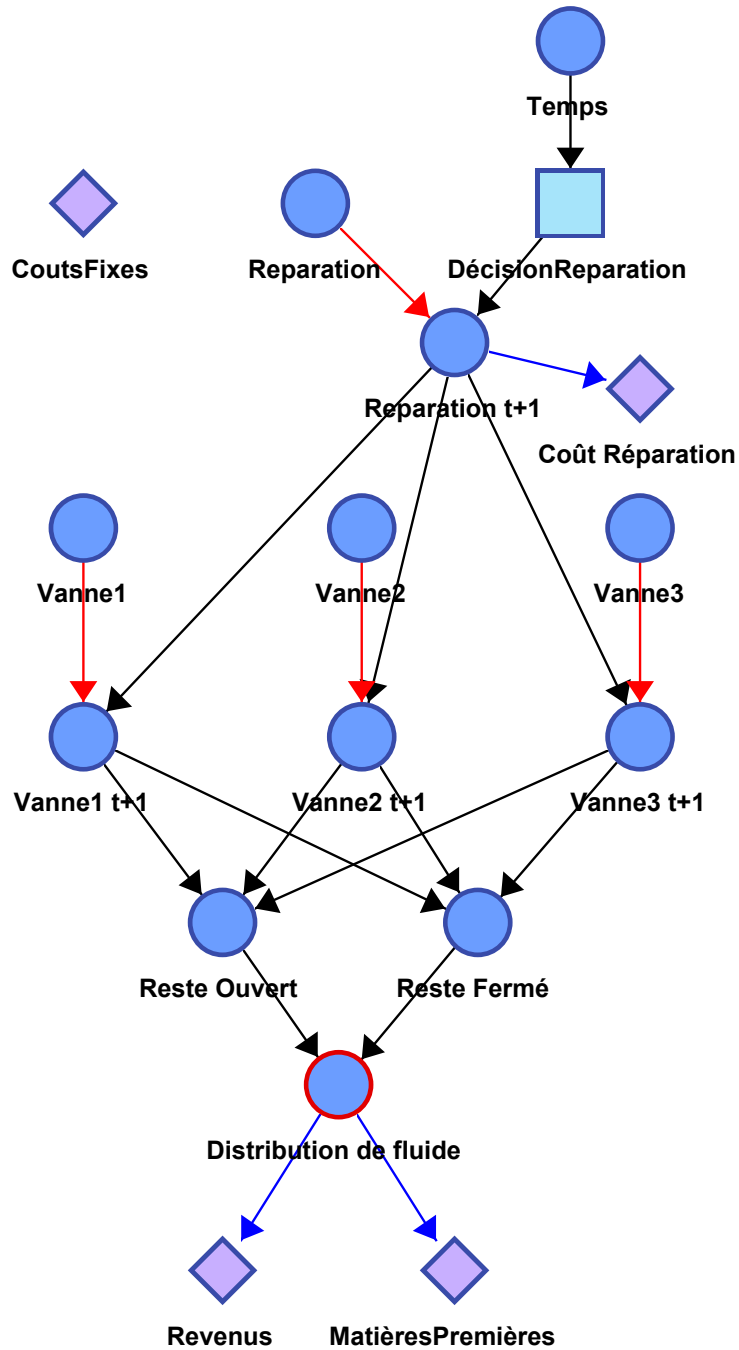 Temps
CoutsFixes
Reparation
DécisionReparation
Reparation t+1
Coût Réparation
Vanne1
Vanne2
Vanne3
Vanne1 t+1
Vanne2 t+1
Vanne3 t+1
Reste Ouvert
Reste Fermé
Distribution de fluide
Revenus
MatièresPremières